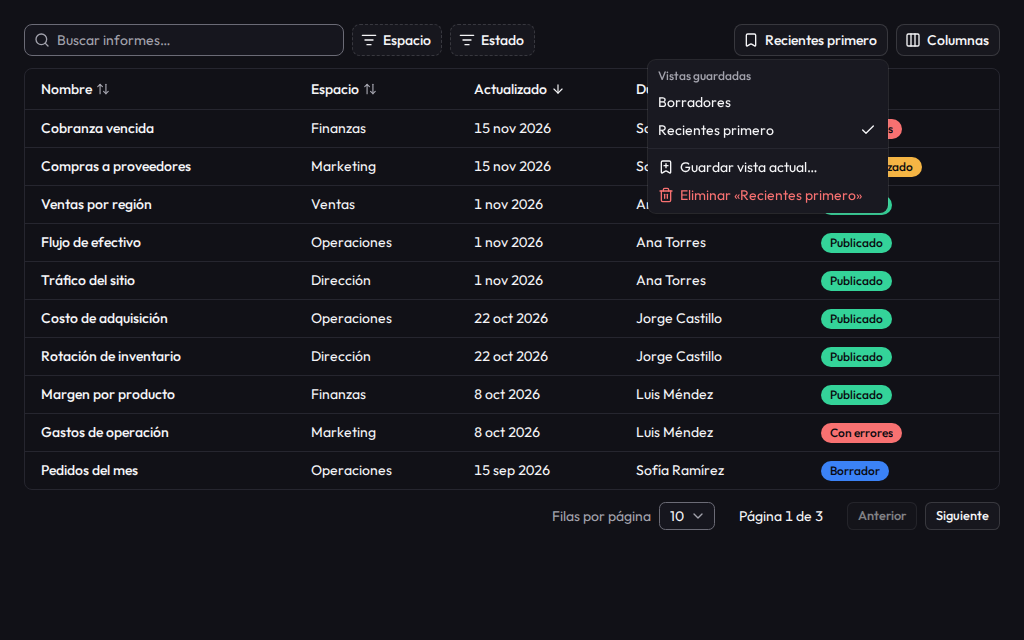 Buscar informes...
Espacio
Estado
Recientes primero
Columnas
Vistas guardadas
Borradores
Recientes primero
Guardar vista actual...
Eliminar «Recientes primero»
Nombre Espacio Actualizado
Cobranza vencida Finanzas 15 nov 2026
Compras a proveedores Marketing 15 nov 2026
Ventas por región Ventas 1 nov 2026
Flujo de efectivo Operaciones 1 nov 2026 Ana Torres Publicado
Tráfico del sitio Dirección 1 nov 2026 Ana Torres Publicado
Costo de adquisición Operaciones 22 oct 2026 Jorge Castillo Publicado
Rotación de inventario Dirección 22 oct 2026 Jorge Castillo Publicado
Margen por producto Finanzas 8 oct 2026 Luis Méndez Publicado
Gastos de operación Marketing 8 oct 2026 Luis Méndez Con errores
Pedidos del mes Operaciones 15 sep 2026 Sofía Ramírez Borrador
Filas por página 10 Página 1 de 3 Anterior Siguiente